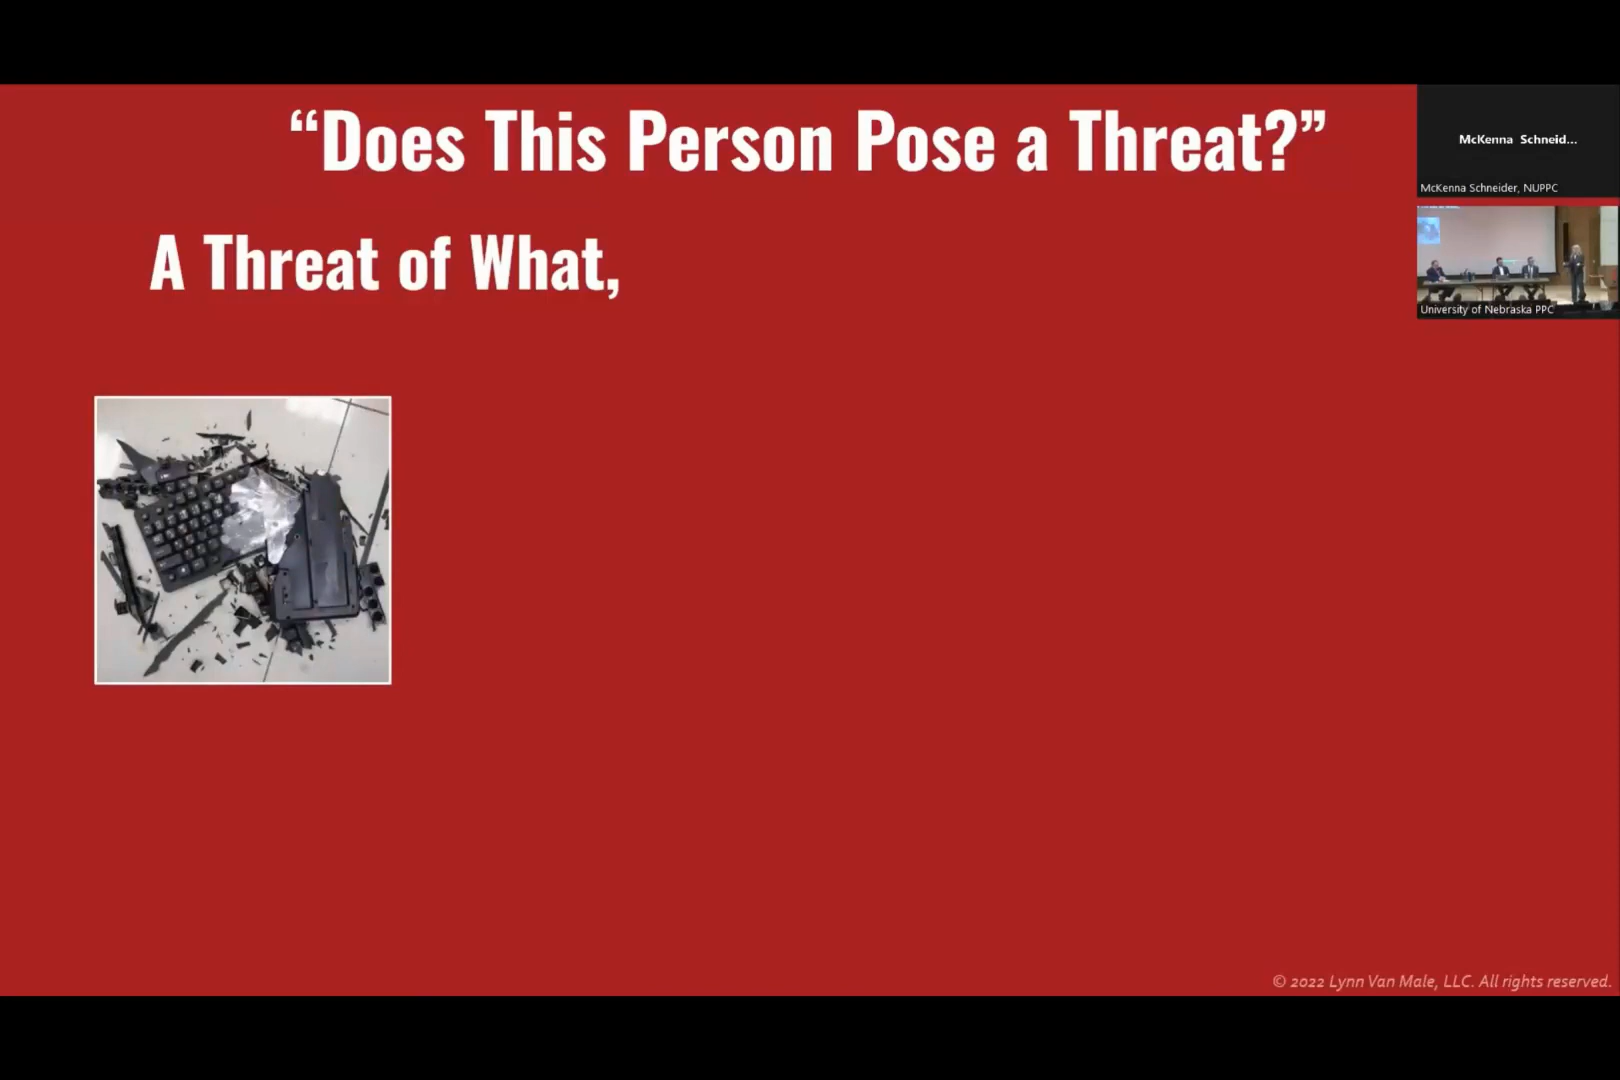 “Does This Person Pose a Threat?”
A Threat of What,
McKenna Schneid...
McKenna Schneider, NUPPC
University of Nebraska PPC
© 2022 Lynn Van Male, LLC. All rights reserved.